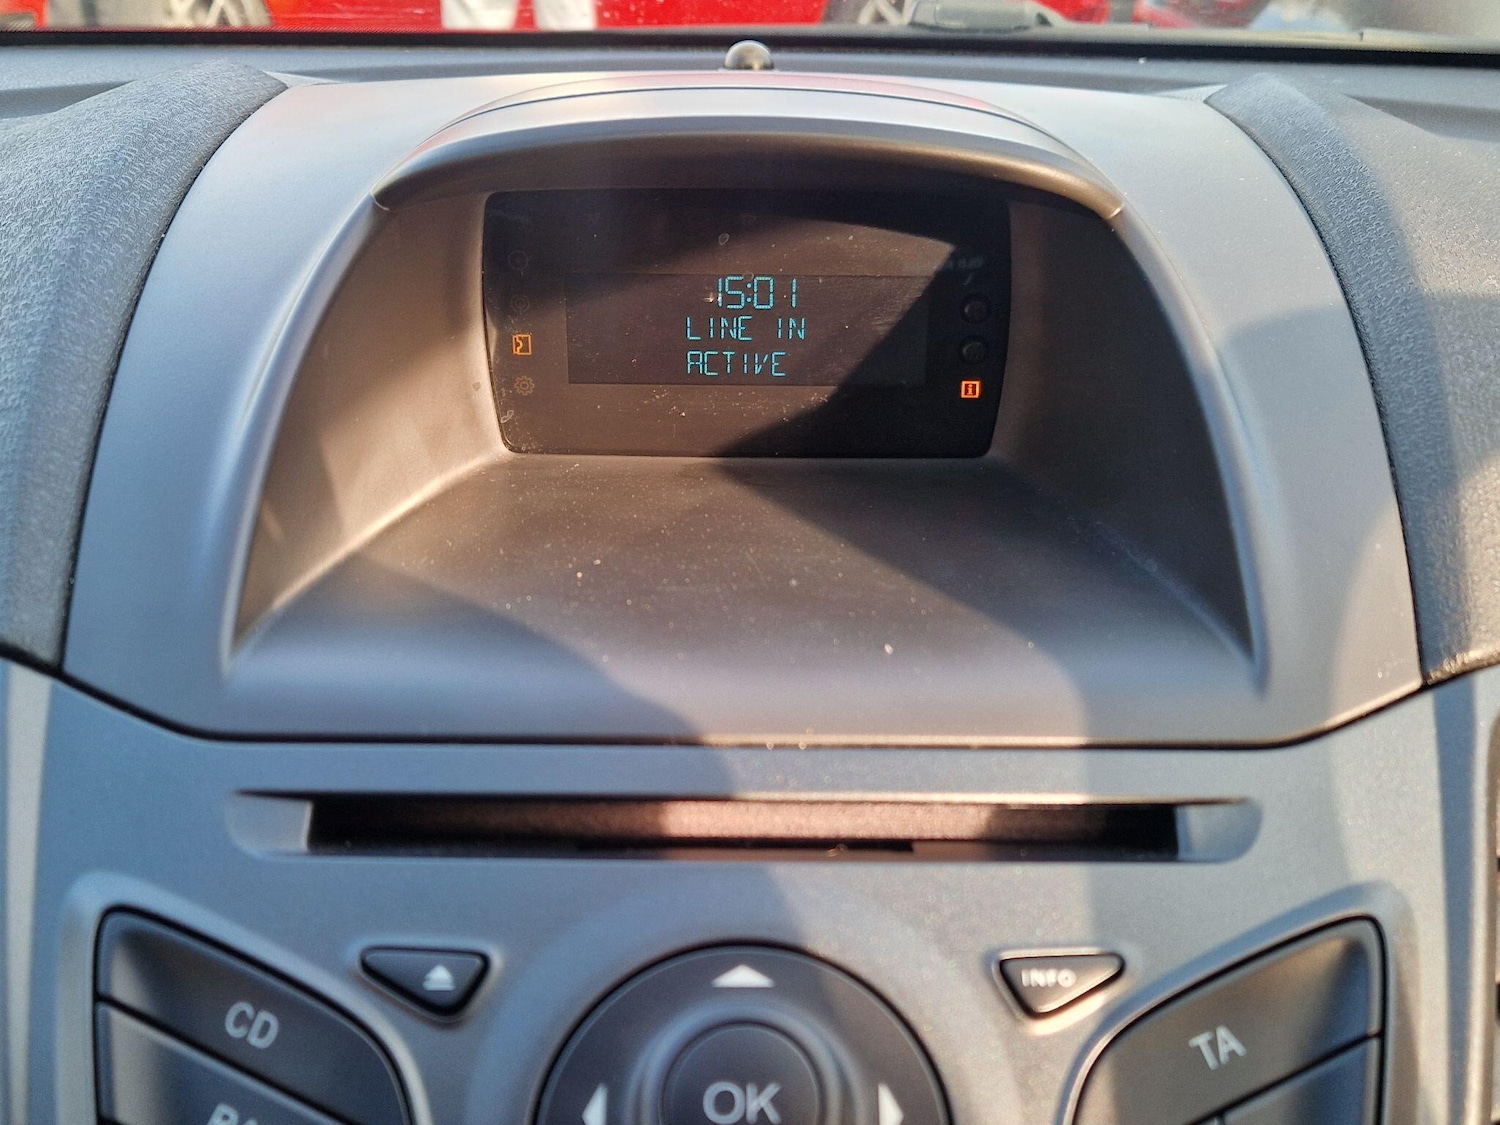 15:01
LINE IN
ACTIVE
INFO
CD
TA
OK